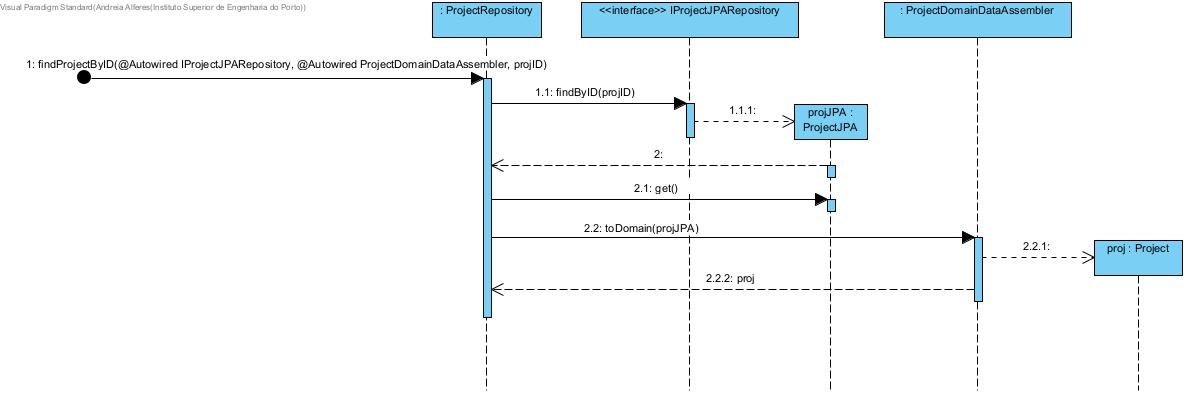 Visual Paradigm Standard(Andreia Alferes(Instituto Superior de Engenharia do Porto))
: ProjectRepository
<<interface>> IProjectJPARepository
: ProjectDomainDataAssembler
1: findProjectByID(@Autowired IProjectJPARepository, @Autowired ProjectDomainDataAssembler, projID)
1.1: findByID(projID)
1.1.1:
projJPA :
ProjectJPA
2:
2.1: get()
2.2: toDomain(projJPA)
2.2.1:
proj : Project
2.2.2: proj